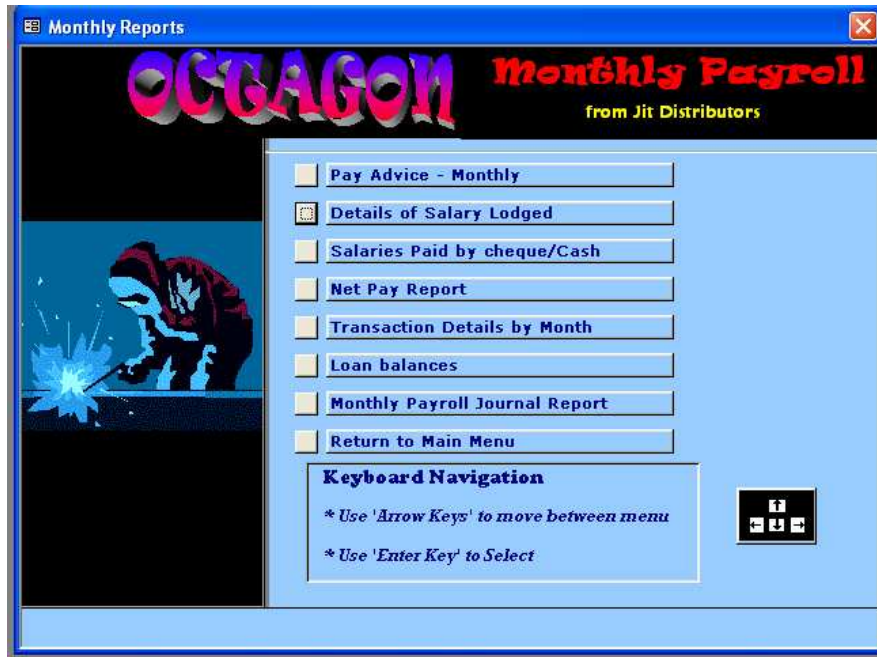 Monthly Reports
OCTAGON
Monthly Payroll
from Jit Distributors
Pay Advice - Monthly
Details of Salary Lodged
Salaries Paid by cheque/Cash
Net Pay Report
Transaction Details by Month
Loan balances
Monthly Payroll Journal Report
Return to Main Menu
Keyboard Navigation
* Use 'Arrow Keys' to move between menu
* Use 'Enter Key' to Select